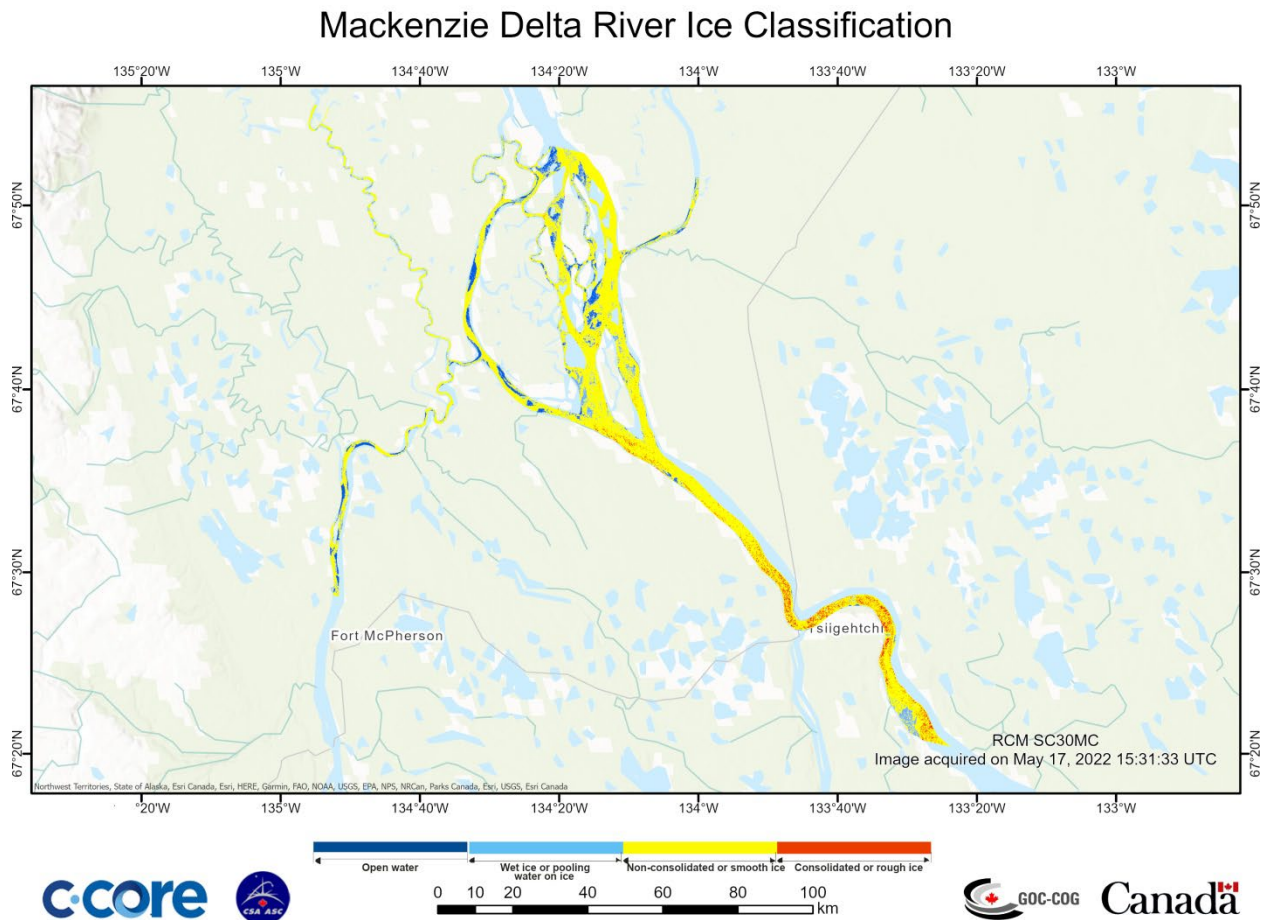 Mackenzie Delta River Ice Classification
135°20'W 135°W 134°40'W 134°20'W 134°W 133°40'W 133°20'W 133°W
67°50'N 67°50'N
67°40'N 67°40'N
67°30'N 67°30'N
Fort McPherson
Tsiigehtchi
RCM SC30MC
67°20'N 67°20'N
Image acquired on May 17, 2022 15:31:33 UTC
Northwest Territories, State of Alaska, Esri Canada, Esri, HERE, Garmin, FAO, NOAA, USGS, EPA, NPS, NRCan, Parks Canada, Esri, USGS, Esri Canada
135°20'W 135°W 134°40'W 134°20'W 134°W 133°40'W 133°20'W 133°W
Open water
Wet ice or pooling
water on ice
Non-consolidated or smooth ice
Consolidated or rough ice
0 10 20 40 60 80 100
km
c-core
CSA ASC
GOC-COG
Canada